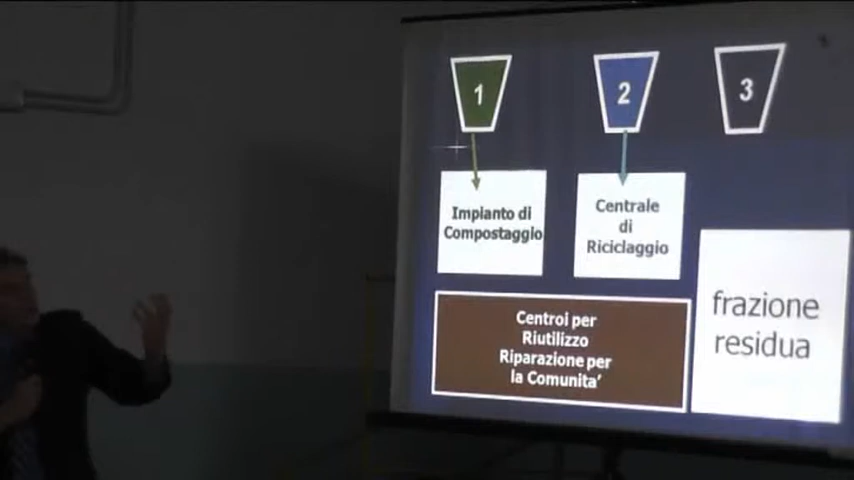 1
2
3
Impianto di
Compostaggio
Centrale
di
Riciclaggio
Centroi per
Riutilizzo
Riparazione per
la Comunita'
frazione
residua